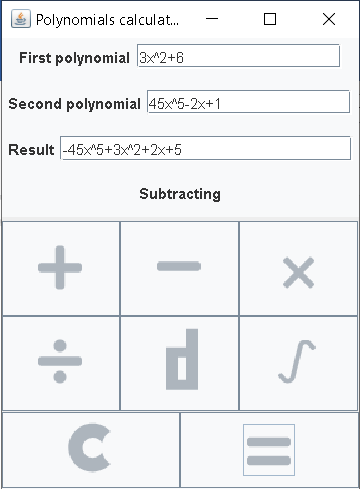 Polynomials calculat...
First polynomial 3x^2+6
Second polynomial 45x^5-2x+1
Result -45x^5+3x^2+2x+5
Subtracting
+ − ×
÷ d ∫
C =